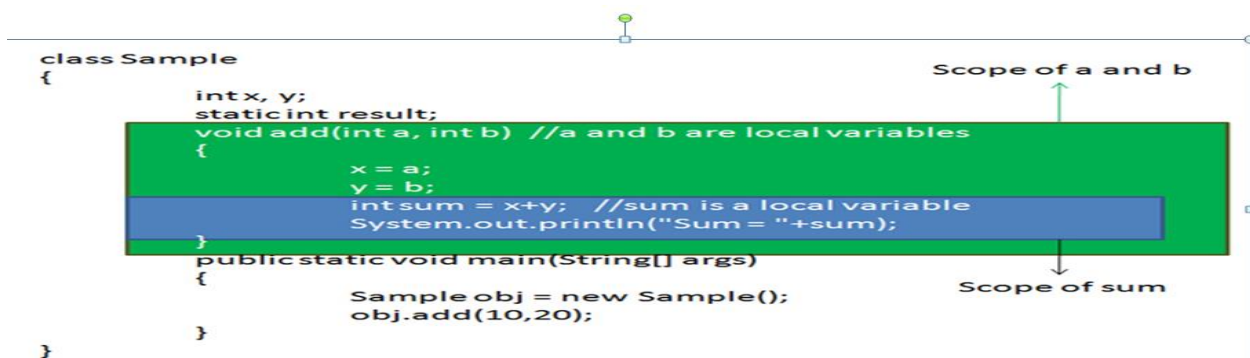 class Sample
{
Scope of a and b
int x, y;
static int result;
void add(int a, int b)  //a and b are local variables
{
x = a;
y = b;
int sum = x+y;   //sum is a local variable
System.out.println("Sum = "+sum);
}
public static void main(String[] args)
{
Scope of sum
Sample obj = new Sample();
obj.add(10,20);
}
}